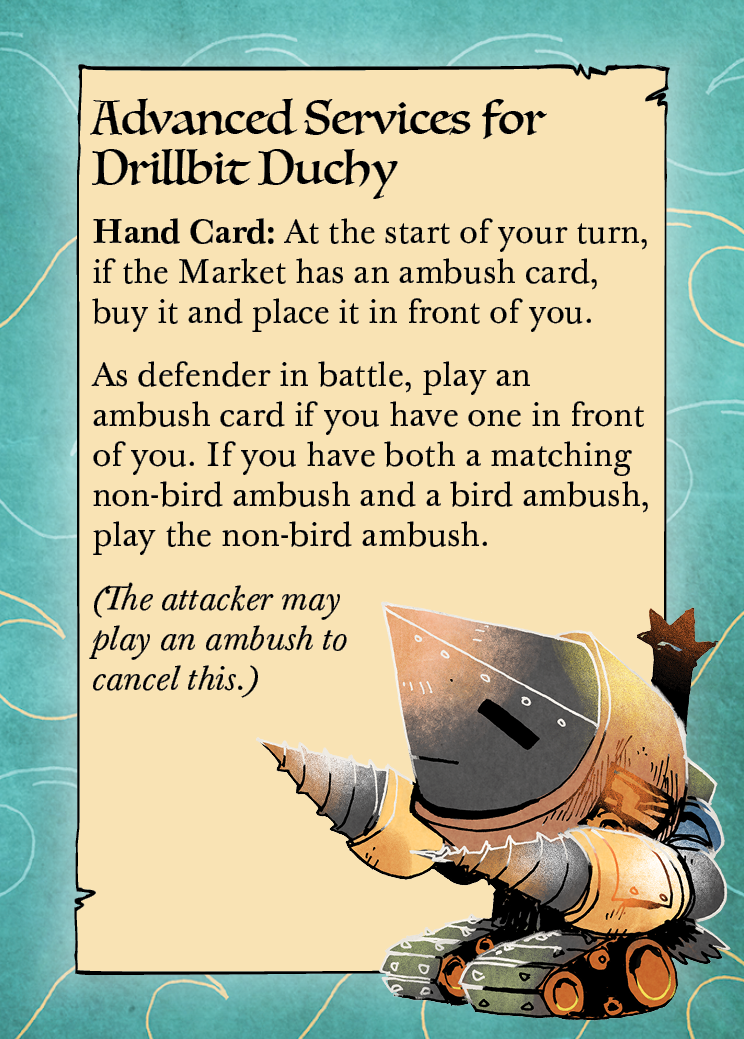 Advanced Services for
Drillbit Duchy
Hand Card: At the start of your turn,
if the Market has an ambush card,
buy it and place it in front of you.
As defender in battle, play an
ambush card if you have one in front
of you. If you have both a matching
non-bird ambush and a bird ambush,
play the non-bird ambush.
(The attacker may
play an ambush to
cancel this.)